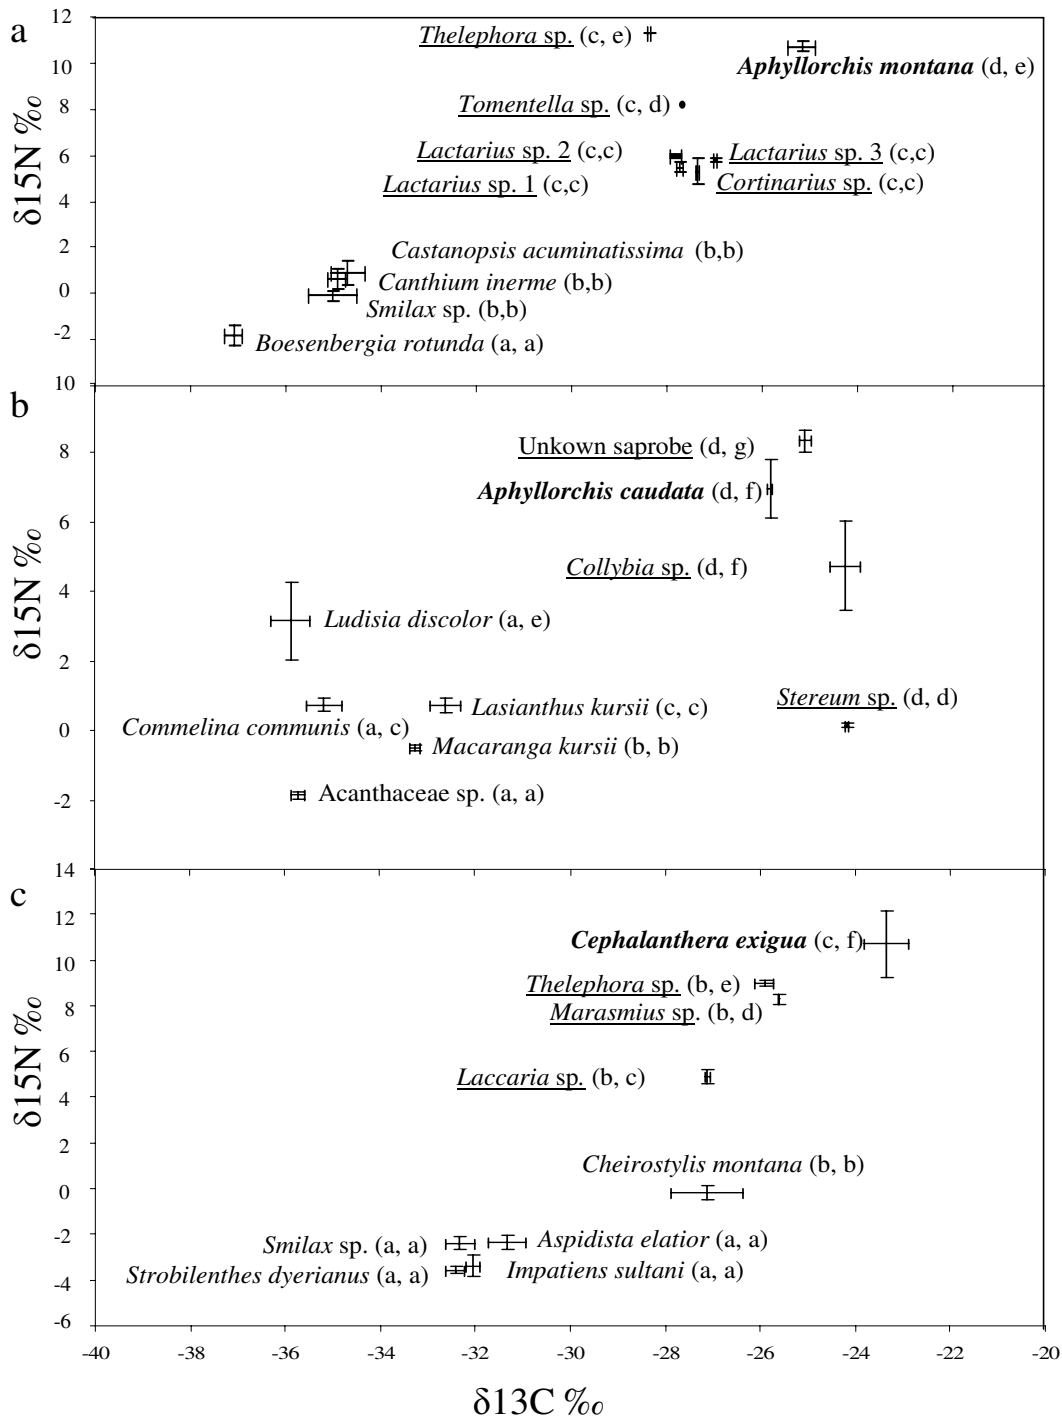 a
12
10
8
6
4
2
0
-2
10
δ15N ‰
Thelephora sp. (c, e)
Aphyllorchis montana (d, e)
Tomentella sp. (c, d)
Lactarius sp. 2 (c,c)
Lactarius sp. 3 (c,c)
Lactarius sp. 1 (c,c)
Cortinarius sp. (c,c)
Castanopsis acuminatissima (b,b)
Canthium inerme (b,b)
Smilax sp. (b,b)
Boesenbergia rotunda (a, a)
b
8
6
4
2
0
-2
14
δ15N ‰
Unkown saprobe (d, g)
Aphyllorchis caudata (d, f)
Collybia sp. (d, f)
Ludisia discolor (a, e)
Stereum sp. (d, d)
Lasianthus kursii (c, c)
Commelina communis (a, c)
Macaranga kursii (b, b)
Acanthaceae sp. (a, a)
c
12
10
8
6
4
2
0
-2
-4
-6
δ15N ‰
Cephalanthera exigua (c, f)
Thelephora sp. (b, e)
Marasmius sp. (b, d)
Laccaria sp. (b, c)
Cheirostylis montana (b, b)
Smilax sp. (a, a)
Aspidista elatior (a, a)
Strobilenthes dyerianus (a, a)
Impatiens sultani (a, a)
-40 -38 -36 -34 -32 -30 -28 -26 -24 -22 -20
δ13C ‰